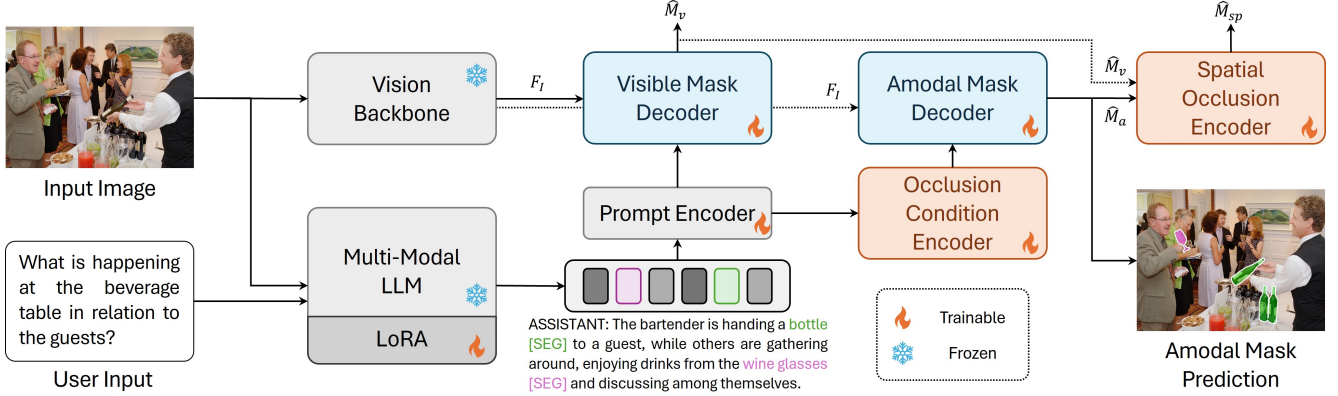 Input Image
What is happening
at the beverage
table in relation to
the guests?
User Input
Vision
Backbone
Multi-Modal
LLM
LoRA
F_I
M̂_v
Visible Mask
Decoder
Prompt Encoder
ASSISTANT: The bartender is handing a bottle
[SEG] to a guest, while others are gathering
around, enjoying drinks from the wine glasses
[SEG] and discussing among themselves.
F_I
Amodal Mask
Decoder
Occlusion
Condition
Encoder
Trainable
Frozen
M̂_sp
M̂_v
M̂_a
Spatial
Occlusion
Encoder
Amodal Mask
Prediction